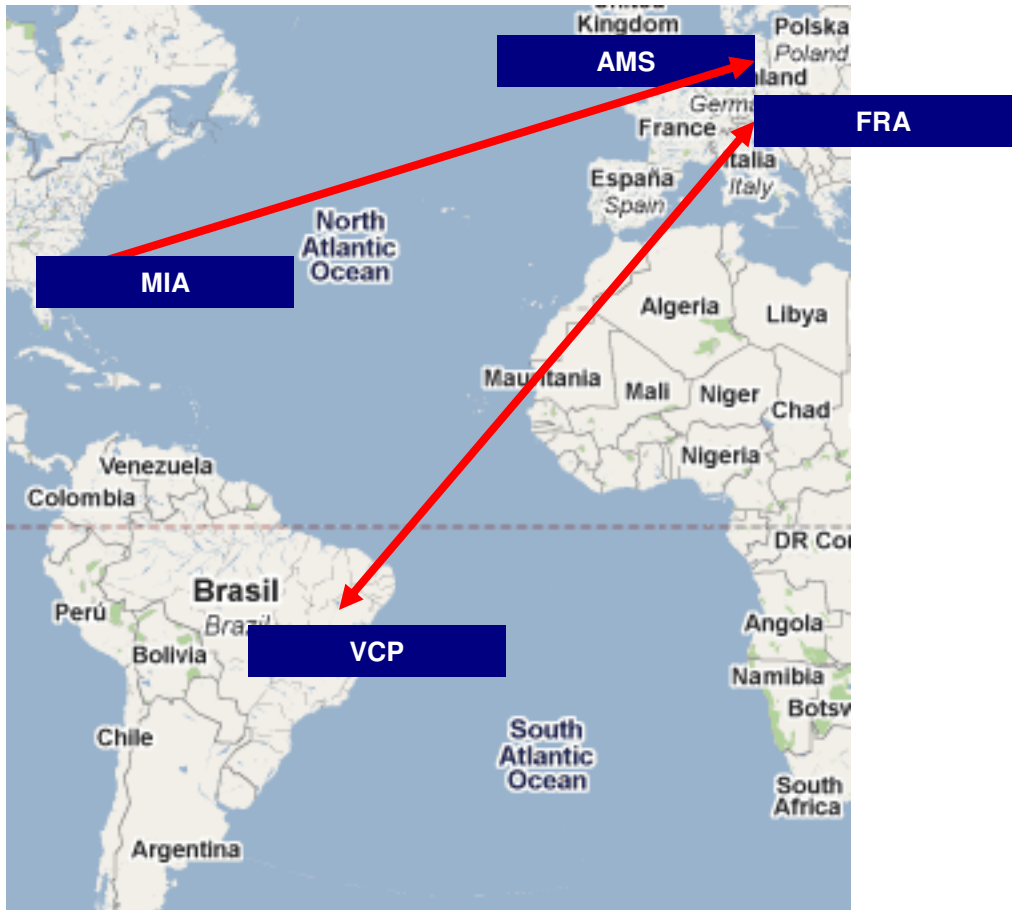 Kingdom
Polska
Poland
AMS
land
Germa
FRA
France
Italia
Italy
España
Spain
North
Atlantic
Ocean
MIA
Algeria
Libya
Mauritania
Mali
Niger
Chad
Nigeria
Venezuela
Colombia
DR Co
Brasil
Brazil
Perú
Angola
Bolivia
VCP
Namibia
Botsw
Chile
South
Atlantic
Ocean
South
Africa
Argentina